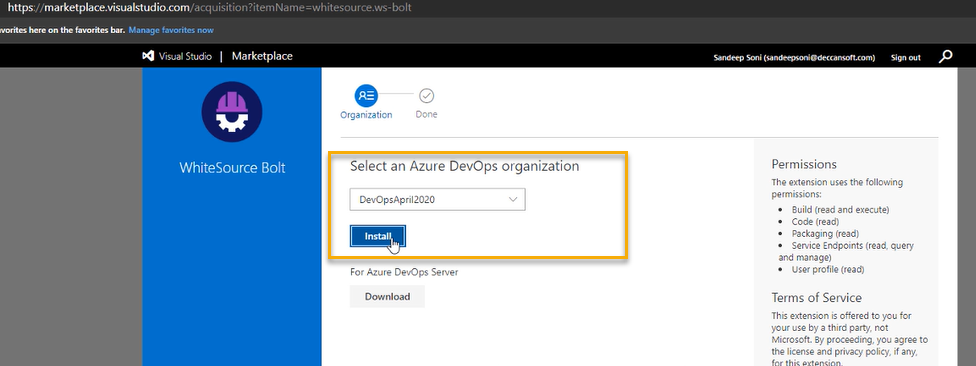 https://marketplace.visualstudio.com/acquisition?itemName=whitesource.ws-bolt
avorites here on the favorites bar. Manage favorites now
Visual Studio | Marketplace
Sandeep Soni (sandeepsoni@deccansoft.com) Sign out
WhiteSource Bolt
Organization
Done
Select an Azure DevOps organization
DevOpsApril2020
Install
For Azure DevOps Server
Download
Permissions
The extension uses the following
permissions:
• Build (read and execute)
• Code (read)
• Packaging (read)
• Service Endpoints (read, query
and manage)
• User profile (read)
Terms of Service
This extension is offered to you for
your use by a third party, not
Microsoft. By proceeding, you agree to
the license and privacy policy, if any,
for this extension.